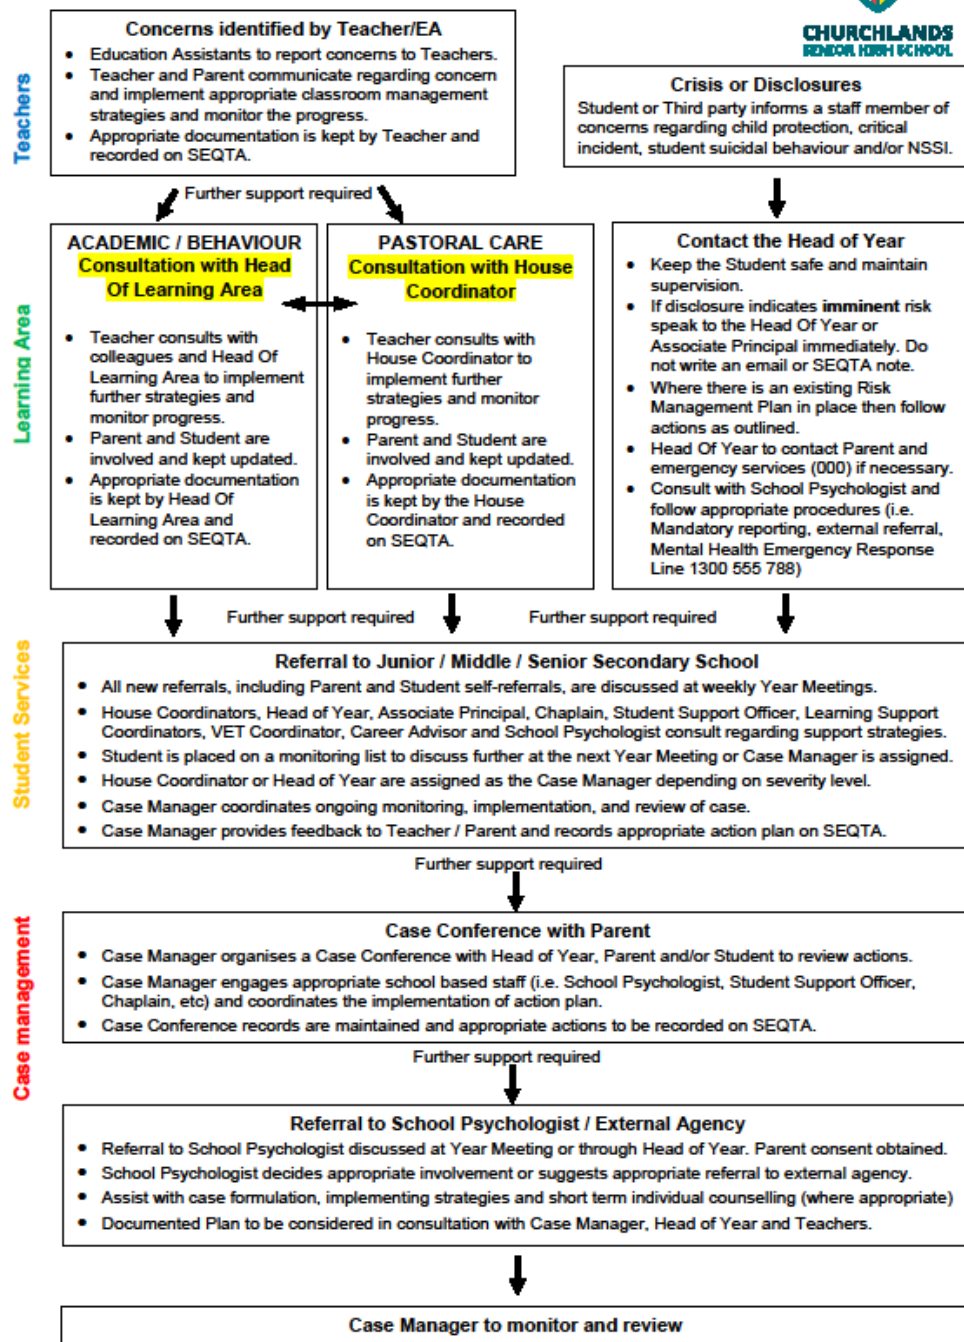 CHURCHLANDS
SENIOR HIGH SCHOOL
Teachers
Concerns identified by Teacher/EA
• Education Assistants to report concerns to Teachers.
• Teacher and Parent communicate regarding concern
and implement appropriate classroom management
strategies and monitor the progress.
• Appropriate documentation is kept by Teacher and
recorded on SEQTA.
Crisis or Disclosures
Student or Third party informs a staff member of
concerns regarding child protection, critical
incident, student suicidal behaviour and/or NSSI.
Further support required
Learning Area
ACADEMIC / BEHAVIOUR
Consultation with Head
Of Learning Area
• Teacher consults with
colleagues and Head Of
Learning Area to implement
further strategies and
monitor progress.
• Parent and Student are
involved and kept updated.
• Appropriate documentation
is kept by Head Of
Learning Area and
recorded on SEQTA.
PASTORAL CARE
Consultation with House
Coordinator
• Teacher consults with
House Coordinator to
implement further
strategies and monitor
progress.
• Parent and Student are
involved and kept updated.
• Appropriate documentation
is kept by the House
Coordinator and recorded
on SEQTA.
Contact the Head of Year
• Keep the Student safe and maintain
supervision.
• If disclosure indicates imminent risk
speak to the Head Of Year or
Associate Principal immediately. Do
not write an email or SEQTA note.
• Where there is an existing Risk
Management Plan in place then follow
actions as outlined.
• Head Of Year to contact Parent and
emergency services (000) if necessary.
• Consult with School Psychologist and
follow appropriate procedures (i.e.
Mandatory reporting, external referral,
Mental Health Emergency Response
Line 1300 555 788)
Further support required
Further support required
Student Services
Referral to Junior / Middle / Senior Secondary School
• All new referrals, including Parent and Student self-referrals, are discussed at weekly Year Meetings.
• House Coordinators, Head of Year, Associate Principal, Chaplain, Student Support Officer, Learning Support
Coordinators, VET Coordinator, Career Advisor and School Psychologist consult regarding support strategies.
• Student is placed on a monitoring list to discuss further at the next Year Meeting or Case Manager is assigned.
• House Coordinator or Head of Year are assigned as the Case Manager depending on severity level.
• Case Manager coordinates ongoing monitoring, implementation, and review of case.
• Case Manager provides feedback to Teacher / Parent and records appropriate action plan on SEQTA.
Further support required
Case management
Case Conference with Parent
• Case Manager organises a Case Conference with Head of Year, Parent and/or Student to review actions.
• Case Manager engages appropriate school based staff (i.e. School Psychologist, Student Support Officer,
Chaplain, etc) and coordinates the implementation of action plan.
• Case Conference records are maintained and appropriate actions to be recorded on SEQTA.
Further support required
Referral to School Psychologist / External Agency
• Referral to School Psychologist discussed at Year Meeting or through Head of Year. Parent consent obtained.
• School Psychologist decides appropriate involvement or suggests appropriate referral to external agency.
• Assist with case formulation, implementing strategies and short term individual counselling (where appropriate)
• Documented Plan to be considered in consultation with Case Manager, Head of Year and Teachers.
Case Manager to monitor and review